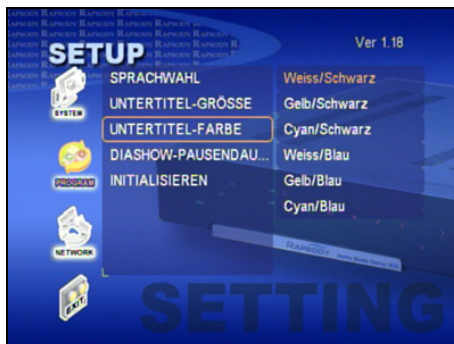 SETUP
Ver 1.18
SYSTEM
PROGRAM
NETWORK
EXIT
SPRACHWAHL
UNTERTITEL-GRÖSSE
UNTERTITEL-FARBE
DIASHOW-PAUSENDAU...
INITIALISIEREN
Weiss/Schwarz
Gelb/Schwarz
Cyan/Schwarz
Weiss/Blau
Gelb/Blau
Cyan/Blau
RAPSODY
SETTING